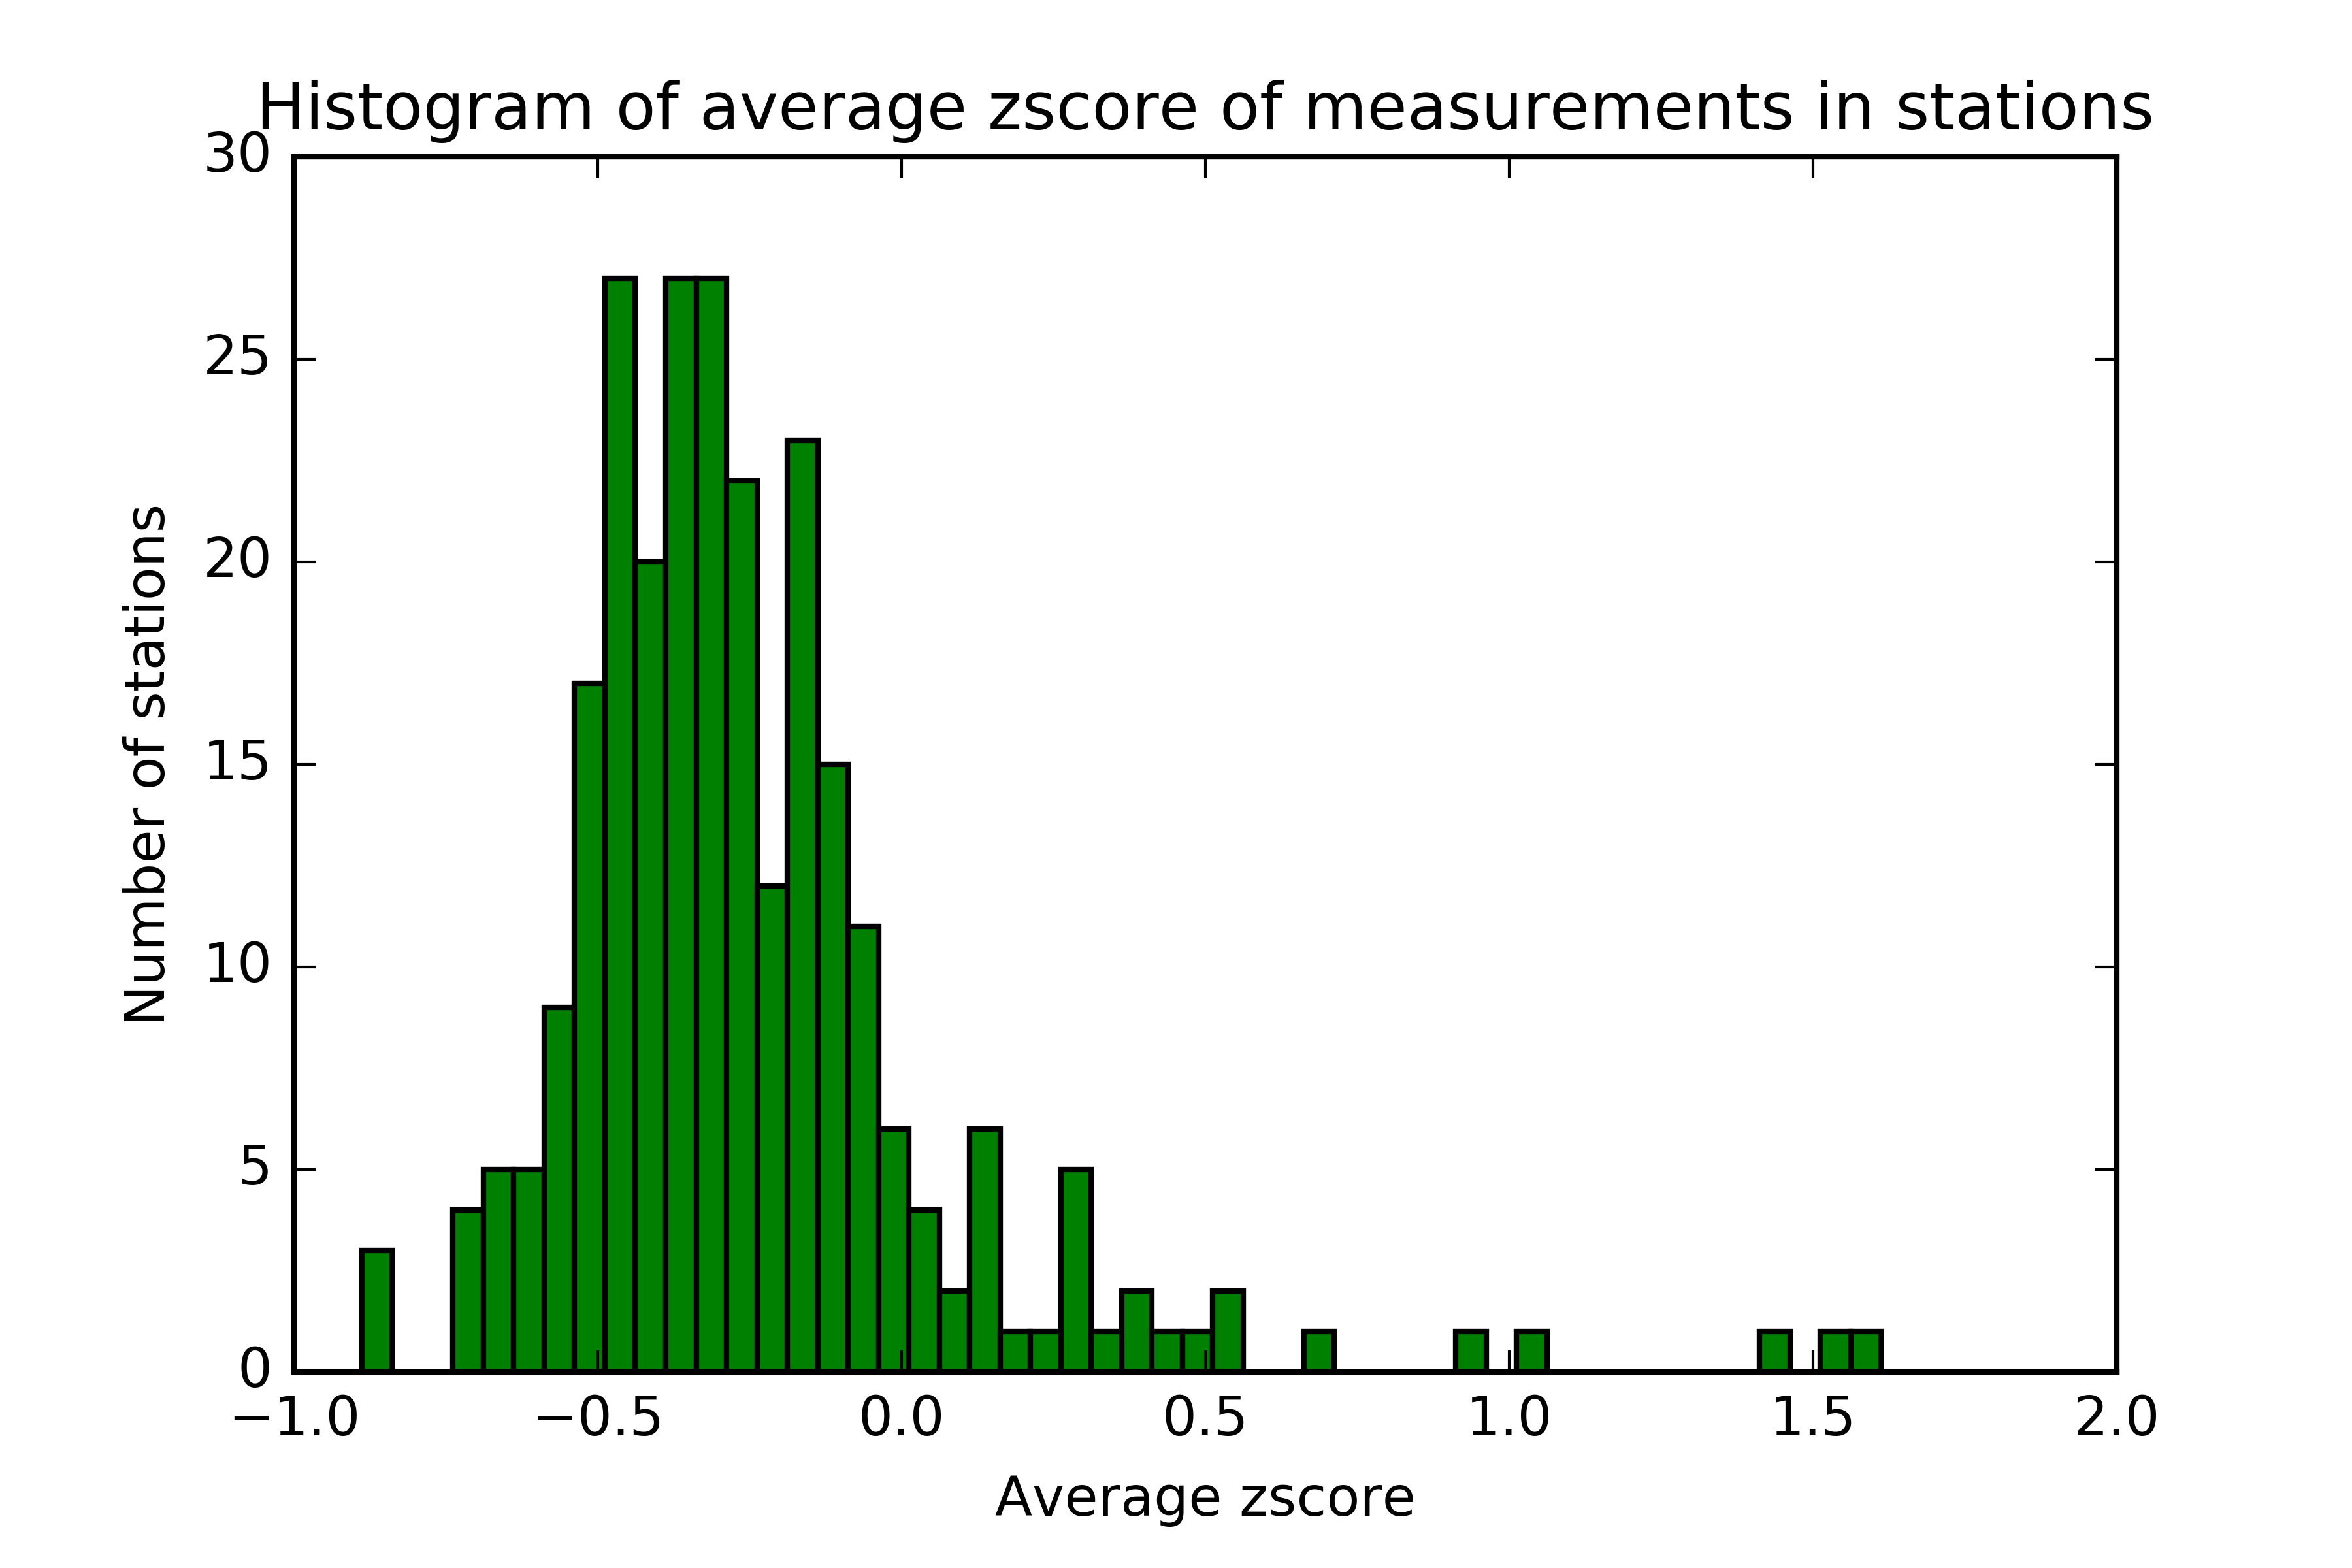 Histogram of average zscore of measurements in stations
30
25
20
15
10
5
0
Number of stations
−1.0 −0.5 0.0 0.5 1.0 1.5 2.0
Average zscore